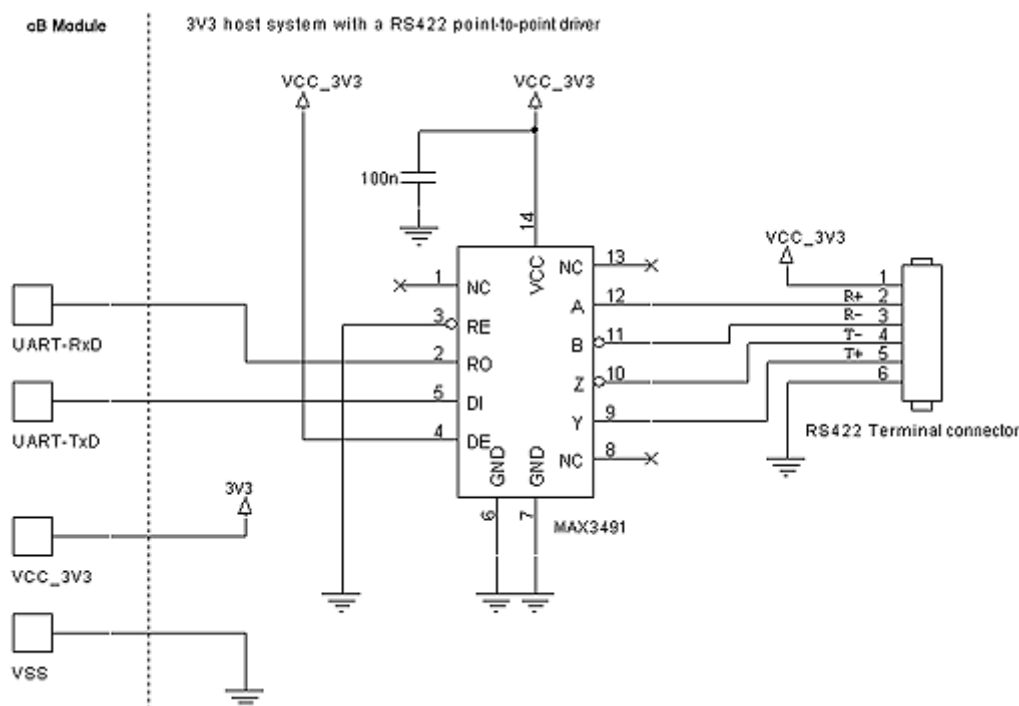 cB Module
3V3 host system with a RS422 point-to-point driver
VCC_3V3
VCC_3V3
100n
14
VCC
VCC_3V3
1
NC
NC
13
1
3
RE
A
12
R+
2
UART-RxD
2
RO
B
11
R-
3
5
DI
Z
10
T-
4
UART-TxD
4
DE
Y
9
T+
5
GND
GND
NC
8
6
RS422 Terminal connector
3V3
6
7
MAX3491
VCC_3V3
VSS